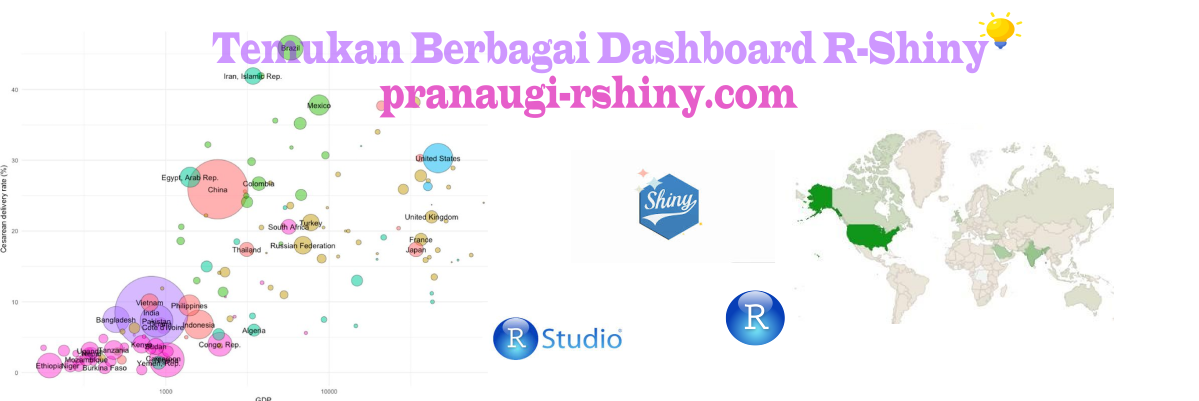 Temukan Berbagai Dashboard R-Shiny
pranaugi-rshiny.com
Brazil
Iran, Islamic Rep.
40
Mexico
30
United States
Egypt, Arab Rep.
China
Colombia
Cesarean delivery rate (%)
United Kingdom
South Africa
Turkey
20
France
Russian Federation
Thailand
Japan
10
Vietnam
Philippines
India
Bangladesh
Pakistan
Cote d'Ivoire
Indonesia
Algeria
Kenya
Congo, Rep.
Uganda
Tanzania
Mozambique
Ethiopia
Niger
Burkina Faso
Yemen, Rep.
0
1000
10000
GDP
Shiny
R Studio
R